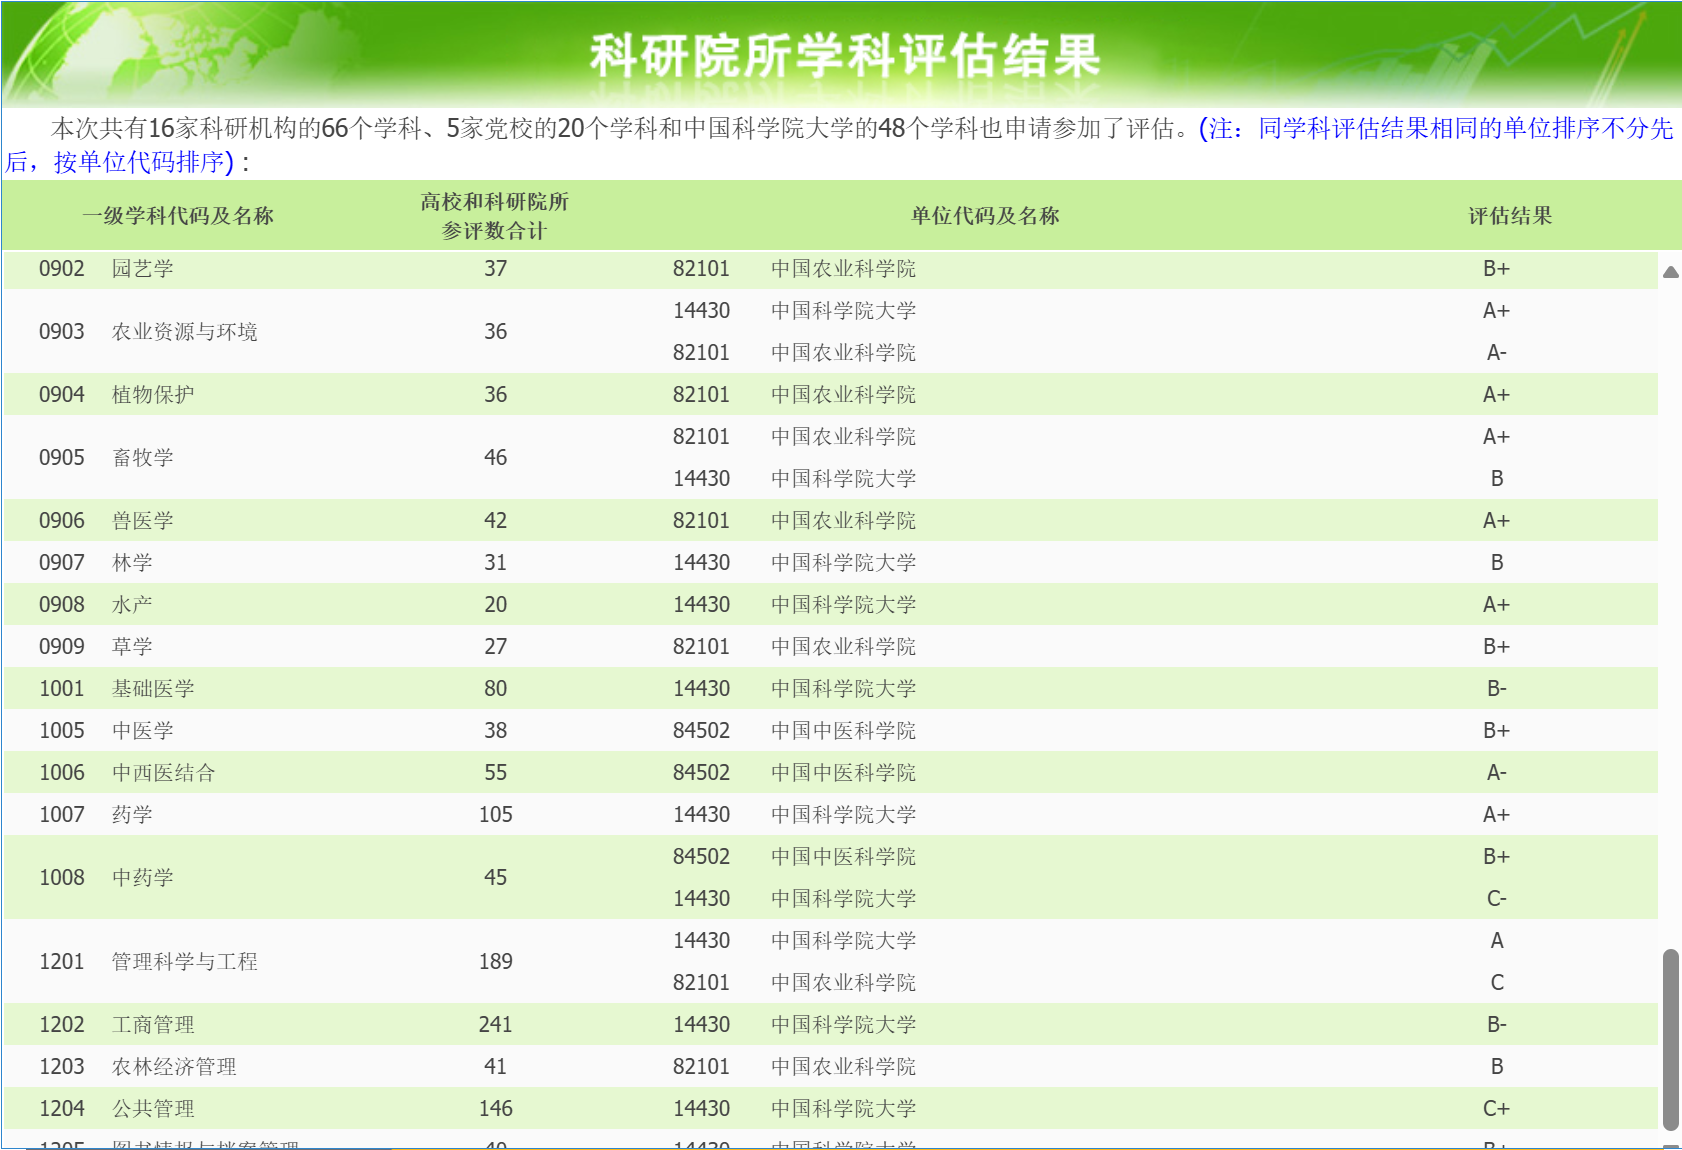 科研院所学科评估结果
本次共有16家科研机构的66个学科、5家党校的20个学科和中国科学院大学的48个学科也申请参加了评估。(注：同学科评估结果相同的单位排序不分先
后，按单位代码排序)：
一级学科代码及名称 高校和科研院所 参评数合计 单位代码及名称 评估结果
0902 园艺学 37 82101 中国农业科学院 B+
0903 农业资源与环境 36 14430 中国科学院大学 A+
82101 中国农业科学院 A-
0904 植物保护 36 82101 中国农业科学院 A+
0905 畜牧学 46 82101 中国农业科学院 A+
14430 中国科学院大学 B
0906 兽医学 42 82101 中国农业科学院 A+
0907 林学 31 14430 中国科学院大学 B
0908 水产 20 14430 中国科学院大学 A+
0909 草学 27 82101 中国农业科学院 B+
1001 基础医学 80 14430 中国科学院大学 B-
1005 中医学 38 84502 中国中医科学院 B+
1006 中西医结合 55 84502 中国中医科学院 A-
1007 药学 105 14430 中国科学院大学 A+
1008 中药学 45 84502 中国中医科学院 B+
14430 中国科学院大学 C-
1201 管理科学与工程 189 14430 中国科学院大学 A
82101 中国农业科学院 C
1202 工商管理 241 14430 中国科学院大学 B-
1203 农林经济管理 41 82101 中国农业科学院 B
1204 公共管理 146 14430 中国科学院大学 C+
1205 图书情报与档案管理 14430 中国科学院大学